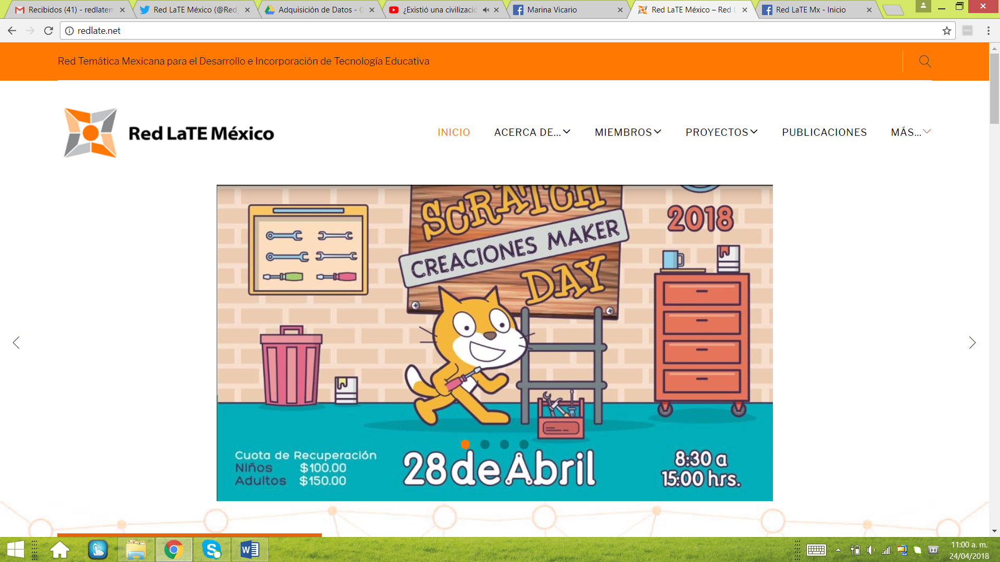 Recibidos (41) - redlatem
Red LaTE México (@Red_
Adquisición de Datos - G
¿Existió una civilizació
Marina Vicario
Red LaTE México – Red L
Red LaTE Mx - Inicio
redlate.net
Red Temática Mexicana para el Desarrollo e Incorporación de Tecnología Educativa
Red LaTE México
INICIO
ACERCA DE...
MIEMBROS
PROYECTOS
PUBLICACIONES
MÁS...
SCRATCH
CREACIONES MAKER
DAY
2018
Cuota de Recuperación
Niños $100.00
Adultos $150.00
28 de Abril
8:30 a
15:00 hrs.
11:00 a. m.
24/04/2018